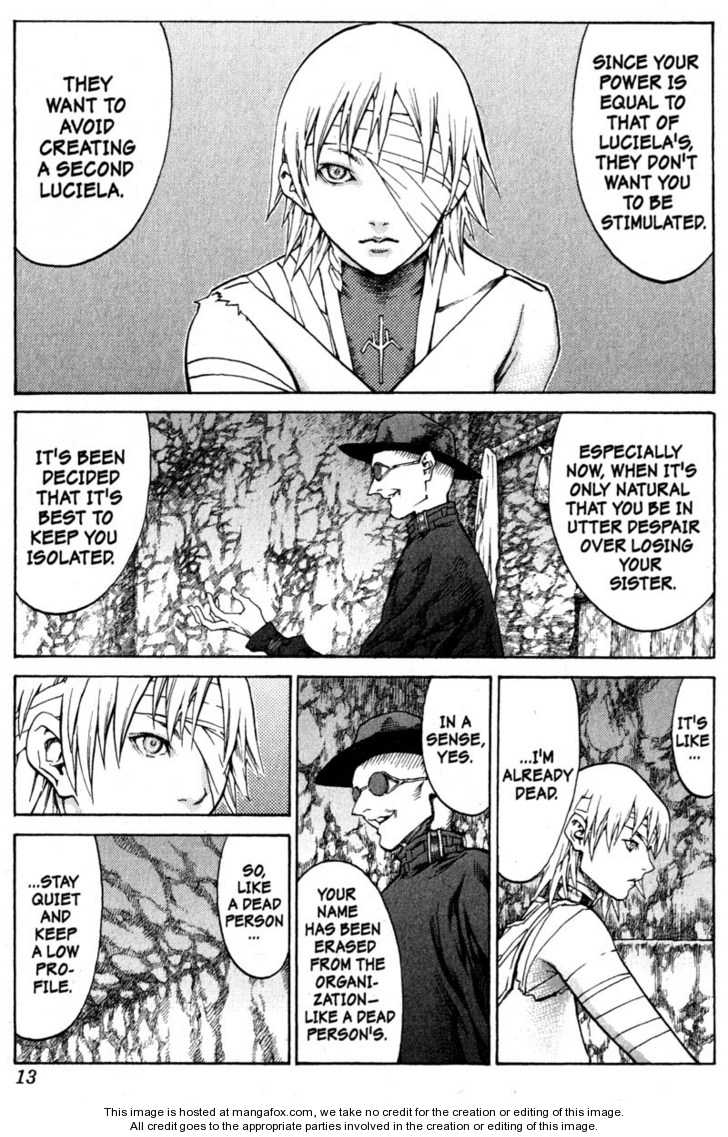 SINCE YOUR
POWER IS
EQUAL TO
THAT OF
LUCIELA'S,
THEY DON'T
WANT YOU
TO BE
STIMULATED.
THEY
WANT TO
AVOID
CREATING
A SECOND
LUCIELA.
ESPECIALLY
NOW, WHEN IT'S
ONLY NATURAL
THAT YOU BE IN
UTTER DESPAIR
OVER LOSING
YOUR
SISTER.
IT'S BEEN
DECIDED
THAT IT'S
BEST TO
KEEP YOU
ISOLATED.
IT'S
LIKE
...
...I'M
ALREADY
DEAD.
IN A
SENSE,
YES.
YOUR
NAME
HAS BEEN
ERASED
FROM THE
ORGANI-
ZATION—
LIKE A DEAD
PERSON'S.
SO,
LIKE
A DEAD
PERSON
...
...STAY
QUIET
AND
KEEP
A LOW
PRO-
FILE.
13
This image is hosted at mangafox.com, we take no credit for the creation or editing of this image.
All credit goes to the appropriate parties involved in the creation or editing of this image.